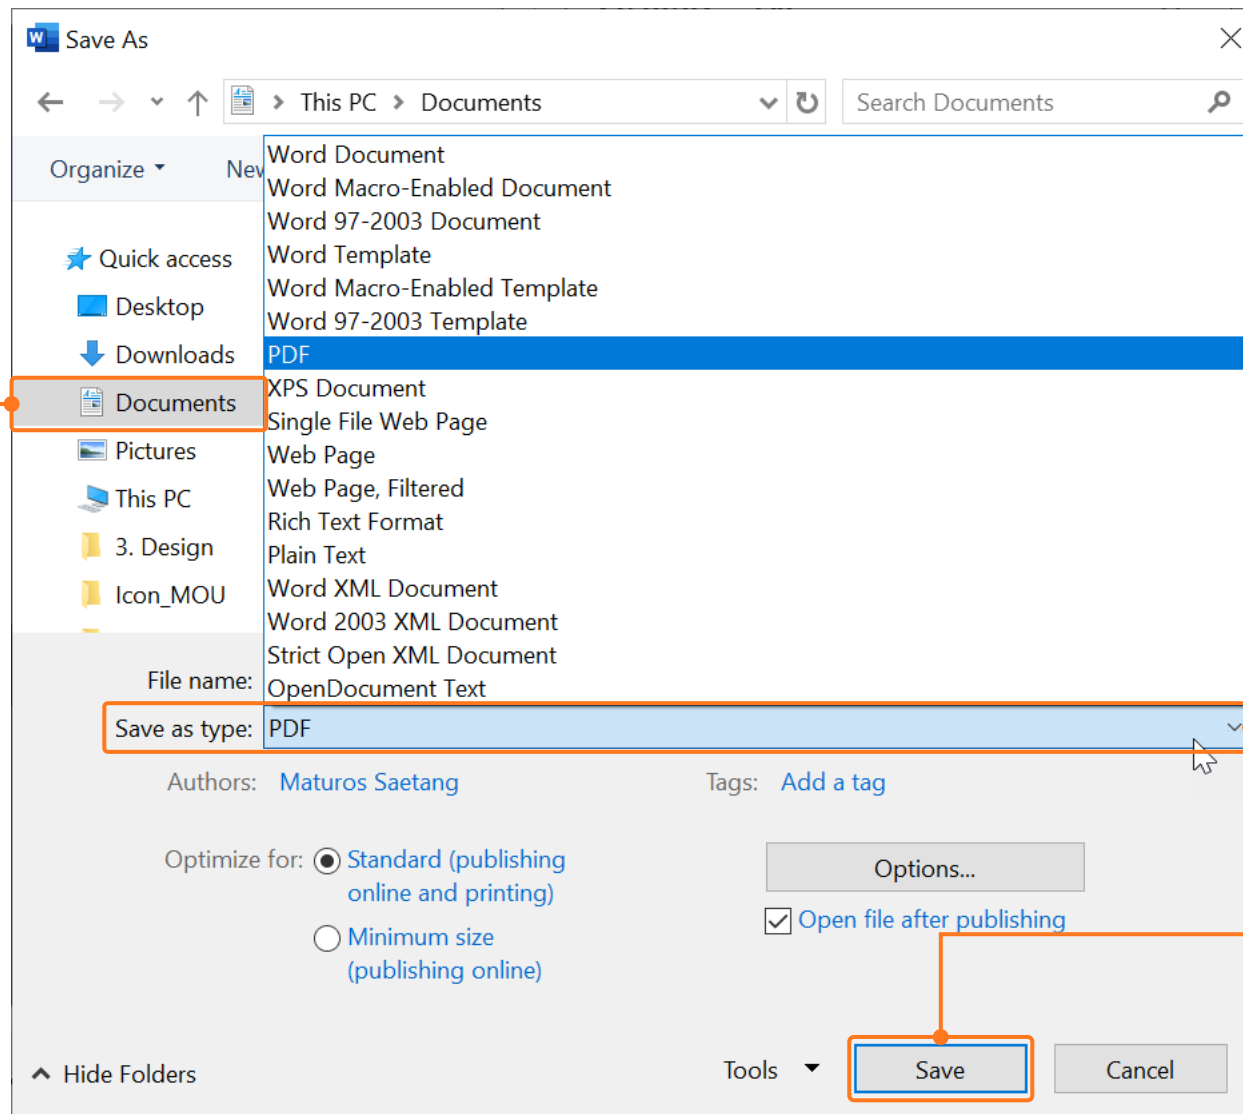 Save As
This PC > Documents
Search Documents
Organize
Nev
Word Document
Word Macro-Enabled Document
Word 97-2003 Document
Word Template
Word Macro-Enabled Template
Word 97-2003 Template
PDF
XPS Document
Single File Web Page
Web Page
Web Page, Filtered
Rich Text Format
Plain Text
Word XML Document
Word 2003 XML Document
Strict Open XML Document
OpenDocument Text
Quick access
Desktop
Downloads
Documents
Pictures
This PC
3. Design
Icon_MOU
File name:
Save as type: PDF
Authors: Maturos Saetang
Tags: Add a tag
Optimize for: Standard (publishing
online and printing)
Minimum size
(publishing online)
Options...
Open file after publishing
Hide Folders
Tools
Save
Cancel